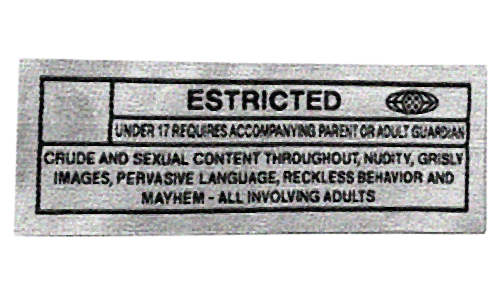 ESTRICTED
UNDER 17 REQUIRES ACCOMPANYING PARENT OR ADULT GUARDIAN
CRUDE AND SEXUAL CONTENT THROUGHOUT, NUDITY, GRISLY
IMAGES, PERVASIVE LANGUAGE, RECKLESS BEHAVIOR AND
MAYHEM - ALL INVOLVING ADULTS